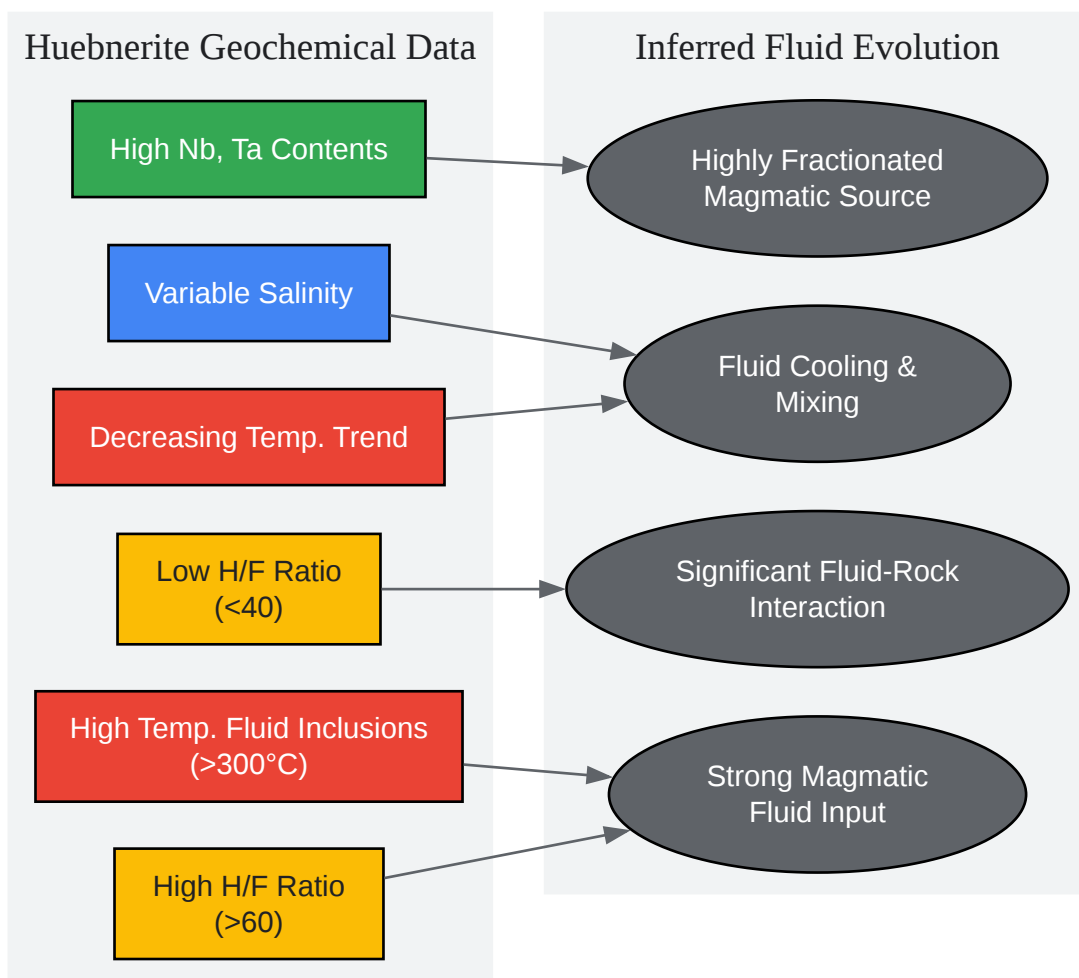 Huebnerite Geochemical Data
High Nb, Ta Contents
Variable Salinity
Decreasing Temp. Trend
Low H/F Ratio
(<40)
High Temp. Fluid Inclusions
(>300°C)
High H/F Ratio
(>60)
Inferred Fluid Evolution
Highly Fractionated
Magmatic Source
Fluid Cooling &
Mixing
Significant Fluid-Rock
Interaction
Strong Magmatic
Fluid Input